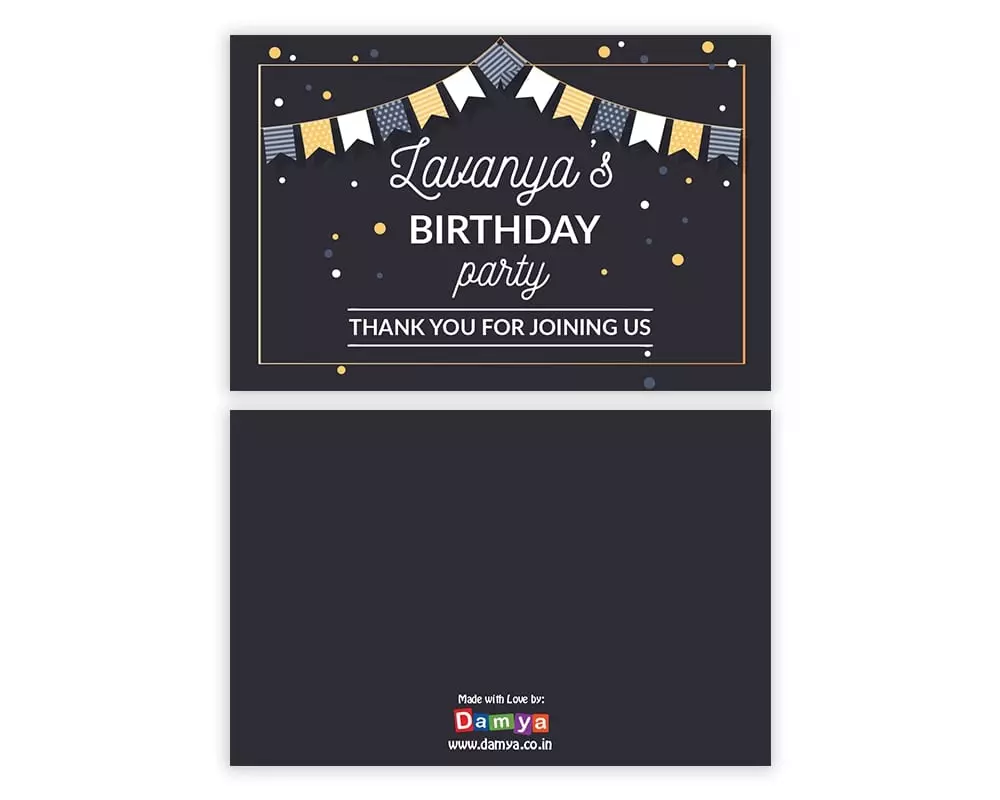 Lavanya's
BIRTHDAY
party
THANK YOU FOR JOINING US
Made with Love by:
Damya
www.damya.co.in